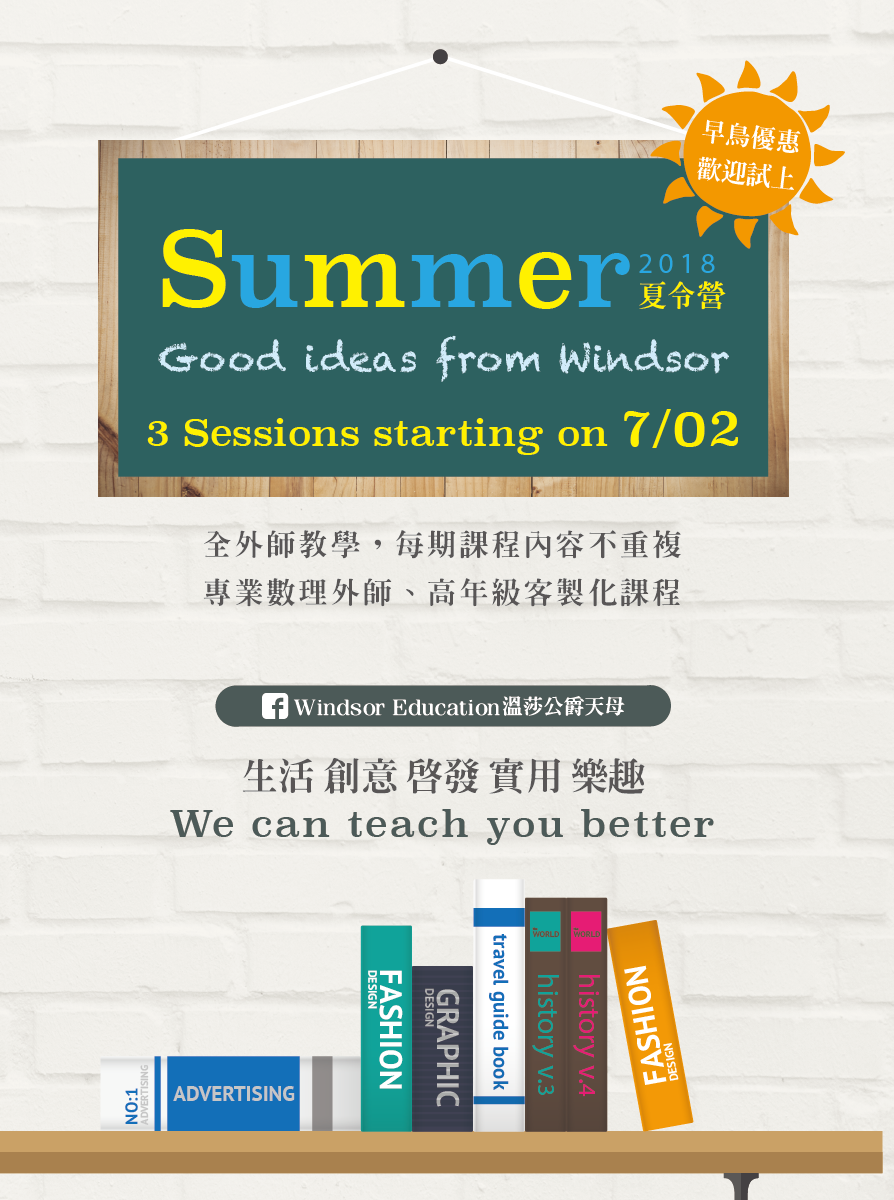 早鳥優惠
歡迎試上
Summer
2018
夏令營
Good ideas from Windsor
3 Sessions starting on 7/02
全外師教學，每期課程內容不重複
專業數理外師、高年級客製化課程
Windsor Education溫莎公爵天母
生活 創意 啓發 實用 樂趣
We can teach you better
NO:1
ADVERTISING
ADVERTISING
FASHION
DESIGN
GRAPHIC
DESIGN
travel guide book
WORLD
history v.3
WORLD
history v.4
FASHION
DESIGN